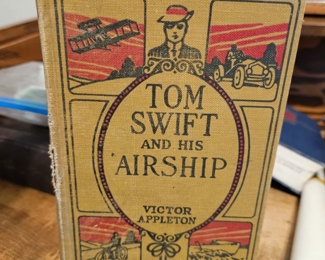 TOM
SWIFT
AND HIS
AIRSHIP
VICTOR
APPLETON